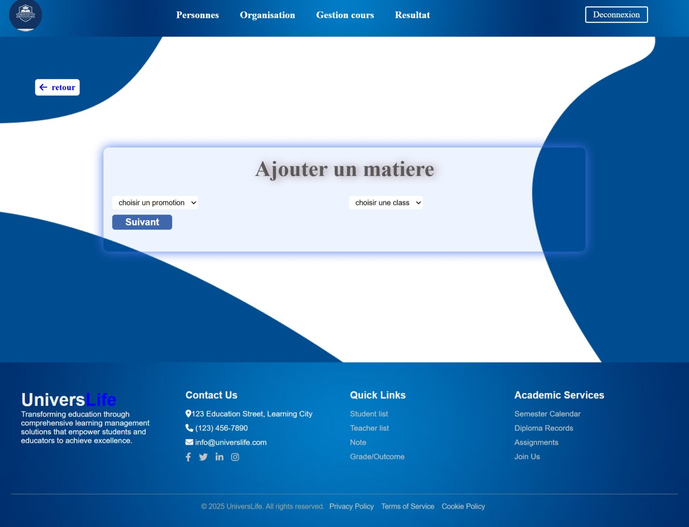 Personnes Organisation Gestion cours Resultat Deconnexion
retour
Ajouter un matiere
choisir un promotion choisir une class
Suivant
UniversLife
Transforming education through
comprehensive learning management
solutions that empower students and
educators to achieve excellence.
Contact Us
123 Education Street, Learning City
(123) 456-7890
info@universlife.com
Quick Links
Student list
Teacher list
Note
Grade/Outcome
Academic Services
Semester Calendar
Diploma Records
Assignments
Join Us
© 2025 UniversLife. All rights reserved. Privacy Policy Terms of Service Cookie Policy